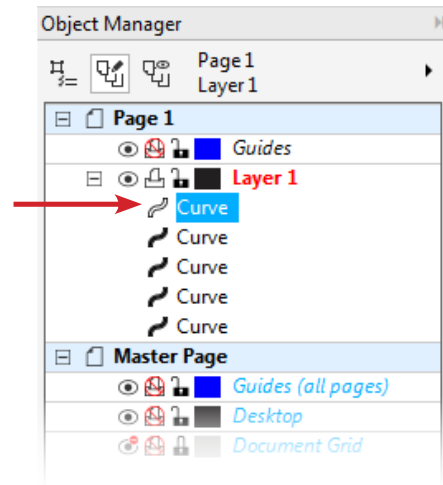 Object Manager
Page 1
Layer 1
Page 1
Guides
Layer 1
Curve
Curve
Curve
Curve
Curve
Master Page
Guides (all pages)
Desktop
Document Grid